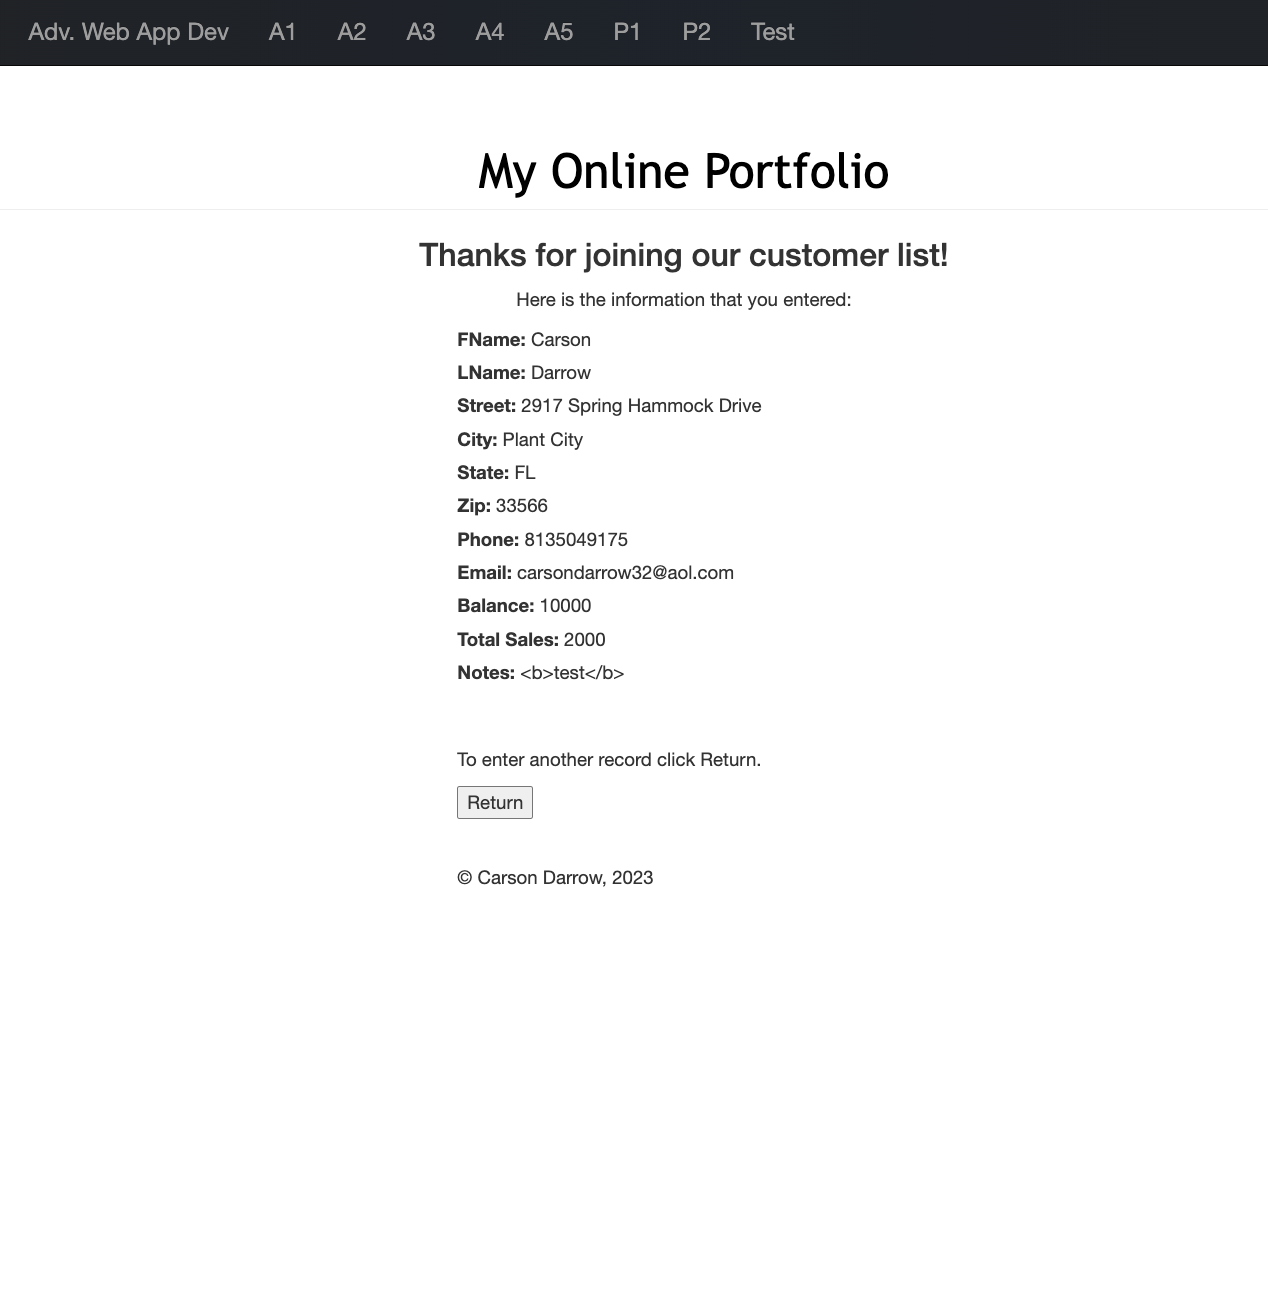 Adv. Web App Dev A1 A2 A3 A4 A5 P1 P2 Test
My Online Portfolio
Thanks for joining our customer list!
Here is the information that you entered:
FName: Carson
LName: Darrow
Street: 2917 Spring Hammock Drive
City: Plant City
State: FL
Zip: 33566
Phone: 8135049175
Email: carsondarrow32@aol.com
Balance: 10000
Total Sales: 2000
Notes: <b>test</b>
To enter another record click Return.
Return
© Carson Darrow, 2023